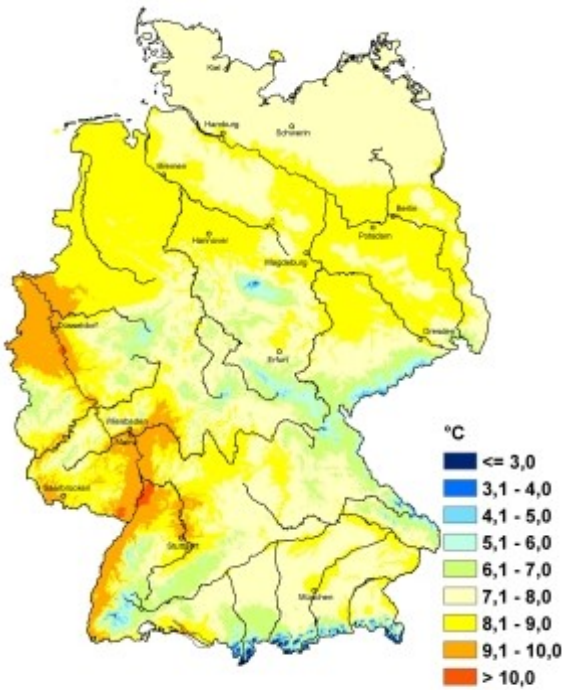 Kiel
Hamburg
Schwerin
Bremen
Berlin
Hannover
Potsdam
Magdeburg
Düsseldorf
Dresden
Erfurt
Wiesbaden
Mainz
Saarbrücken
Stuttgart
München
°C
<= 3,0
3,1 - 4,0
4,1 - 5,0
5,1 - 6,0
6,1 - 7,0
7,1 - 8,0
8,1 - 9,0
9,1 - 10,0
> 10,0